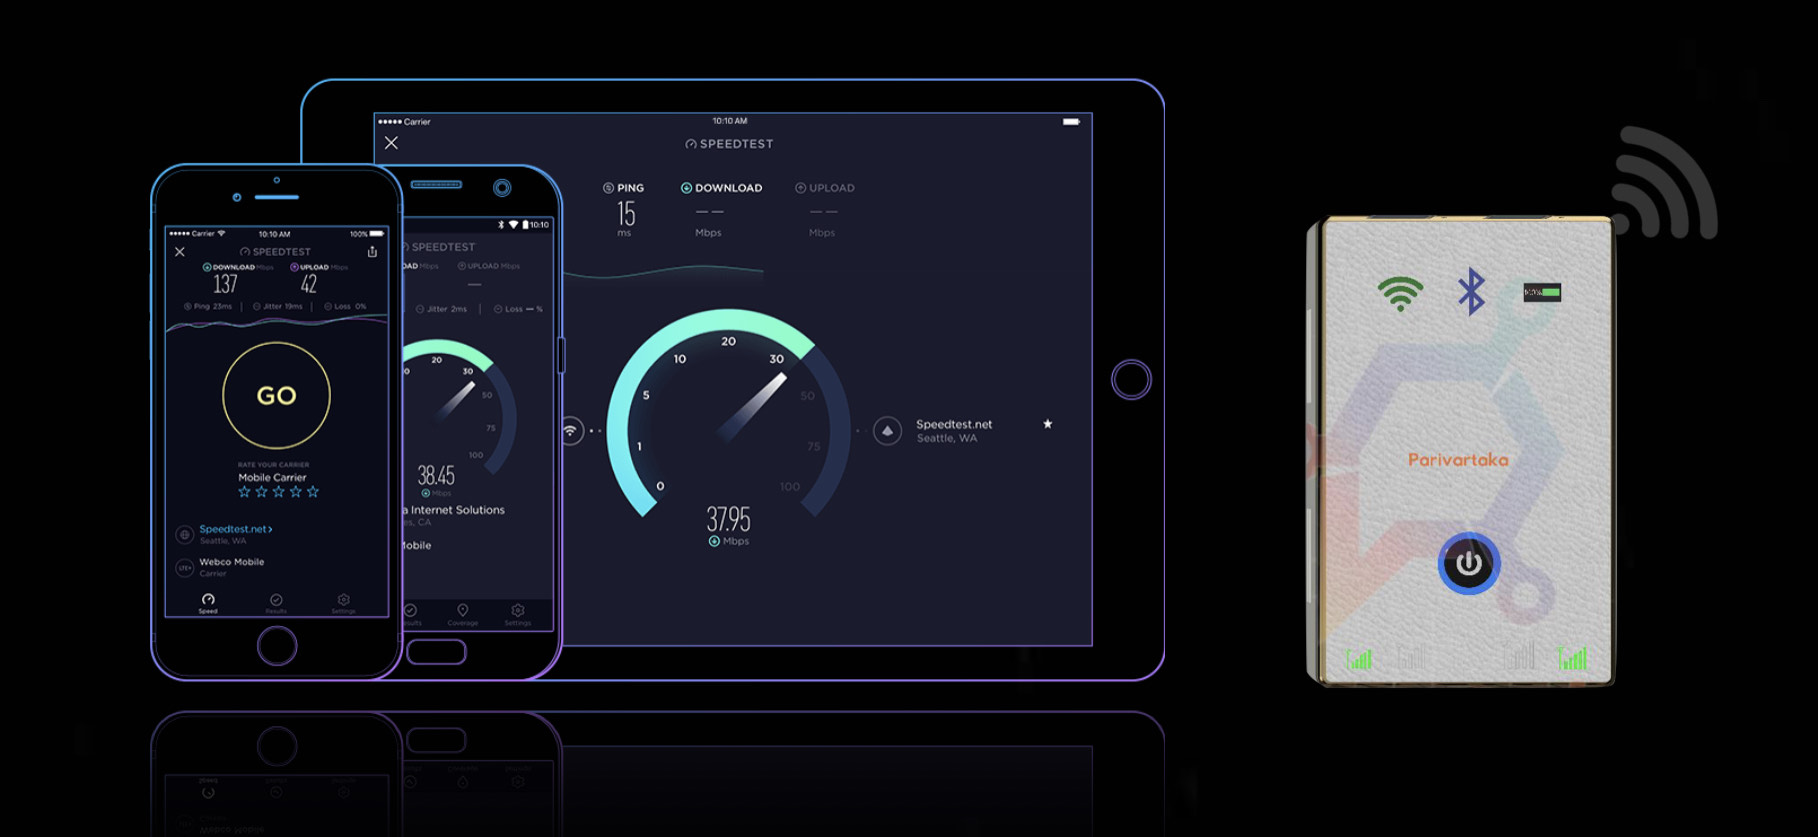 Carrier
10:10 AM
SPEEDTEST
PING
DOWNLOAD
UPLOAD
15
— —
— —
ms
Mbps
Mbps
0
1
5
10
20
30
50
75
100
37.95
Mbps
Speedtest.net
Seattle, WA
10:10
SPEEDTEST
AD Mbps
UPLOAD Mbps
—
Jitter 2ms
Loss — %
20
30
50
75
100
38.45
Mbps
a Internet Solutions
es, CA
Mobile
sults
Coverage
Settings
Carrier
10:10 AM
100%
SPEEDTEST
DOWNLOAD Mbps
UPLOAD Mbps
137
42
Ping 23ms
Jitter 19ms
Loss 0%
GO
RATE YOUR CARRIER
Mobile Carrier
Speedtest.net
Seattle, WA
LTE+
Webco Mobile
Carrier
Speed
Results
Settings
Parivartaka